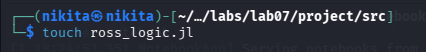 ┌──(nikita㉿nikita)-[~/…/labs/lab07/project/src]
└─$ touch ross_logic.jl